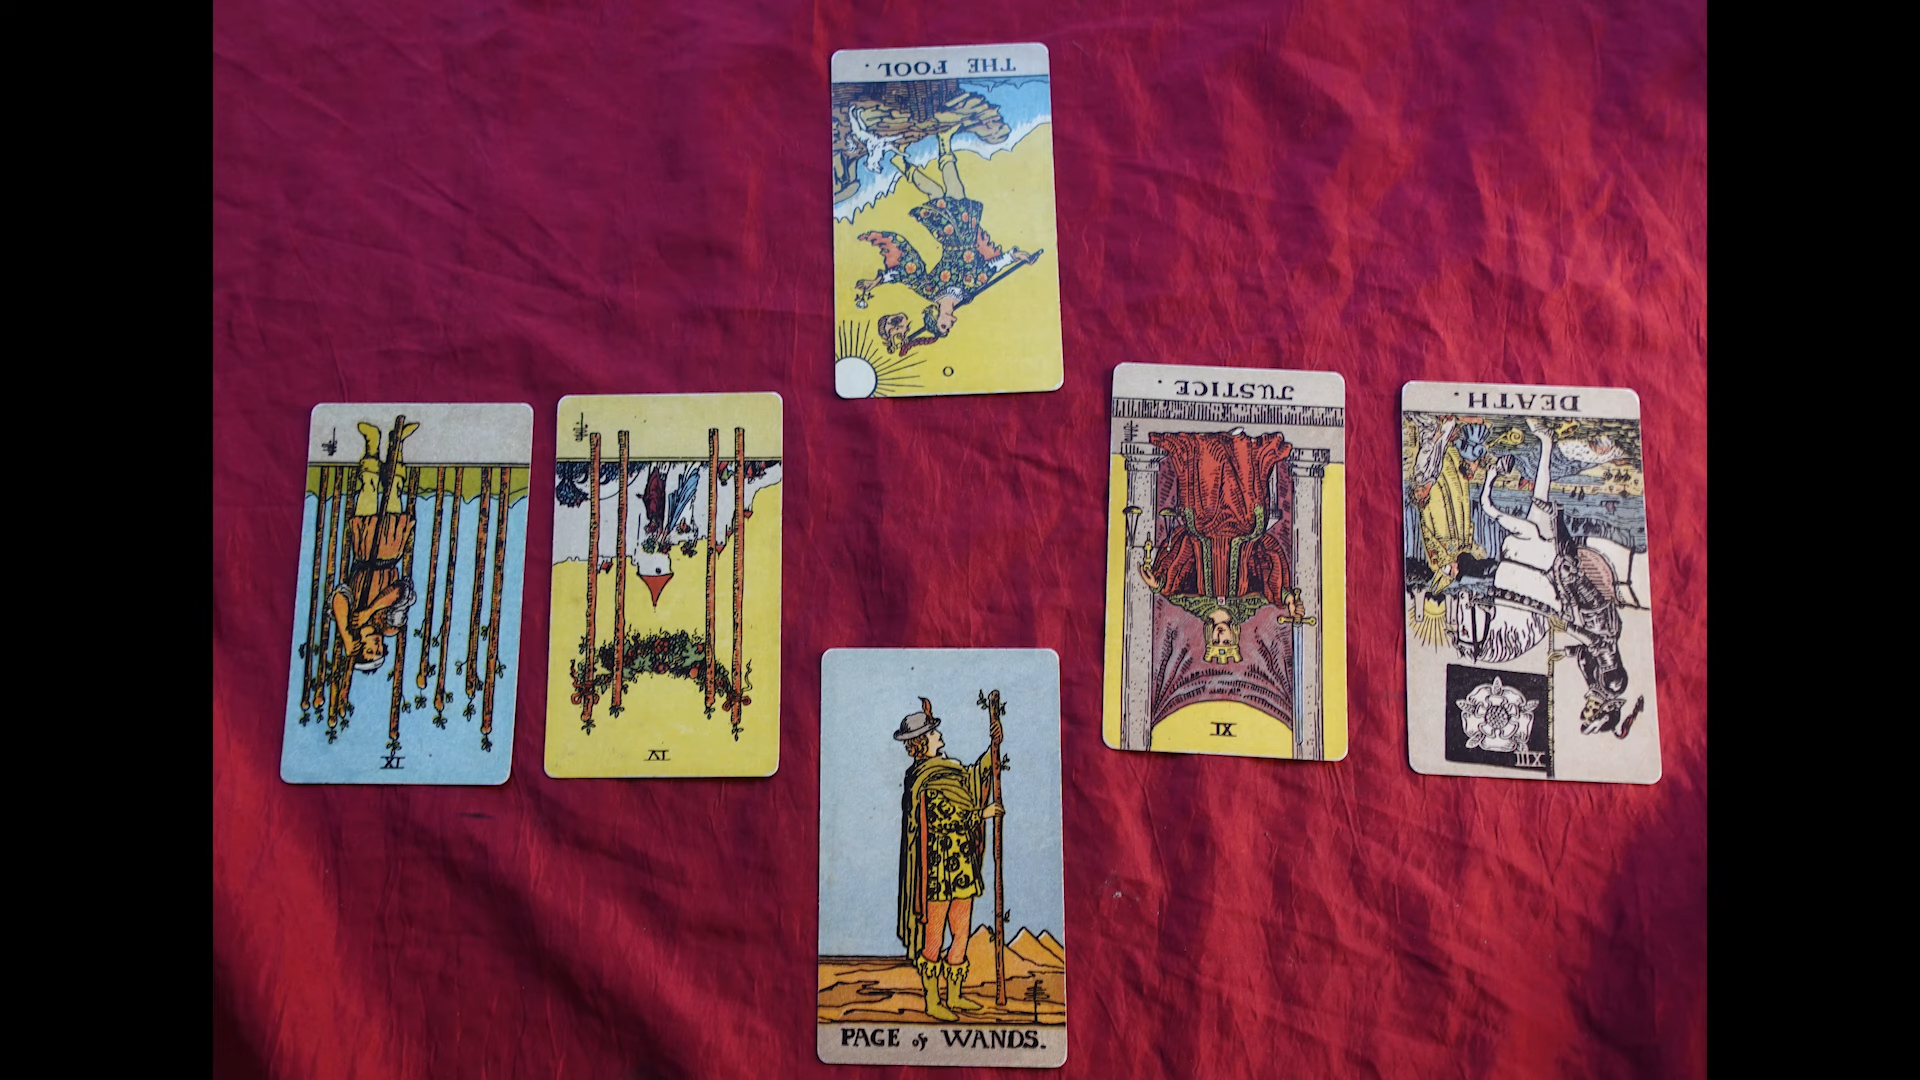 THE FOOL.
0
JUSTICE.
XI
DEATH.
XIII
IX
IV
PAGE of WANDS.